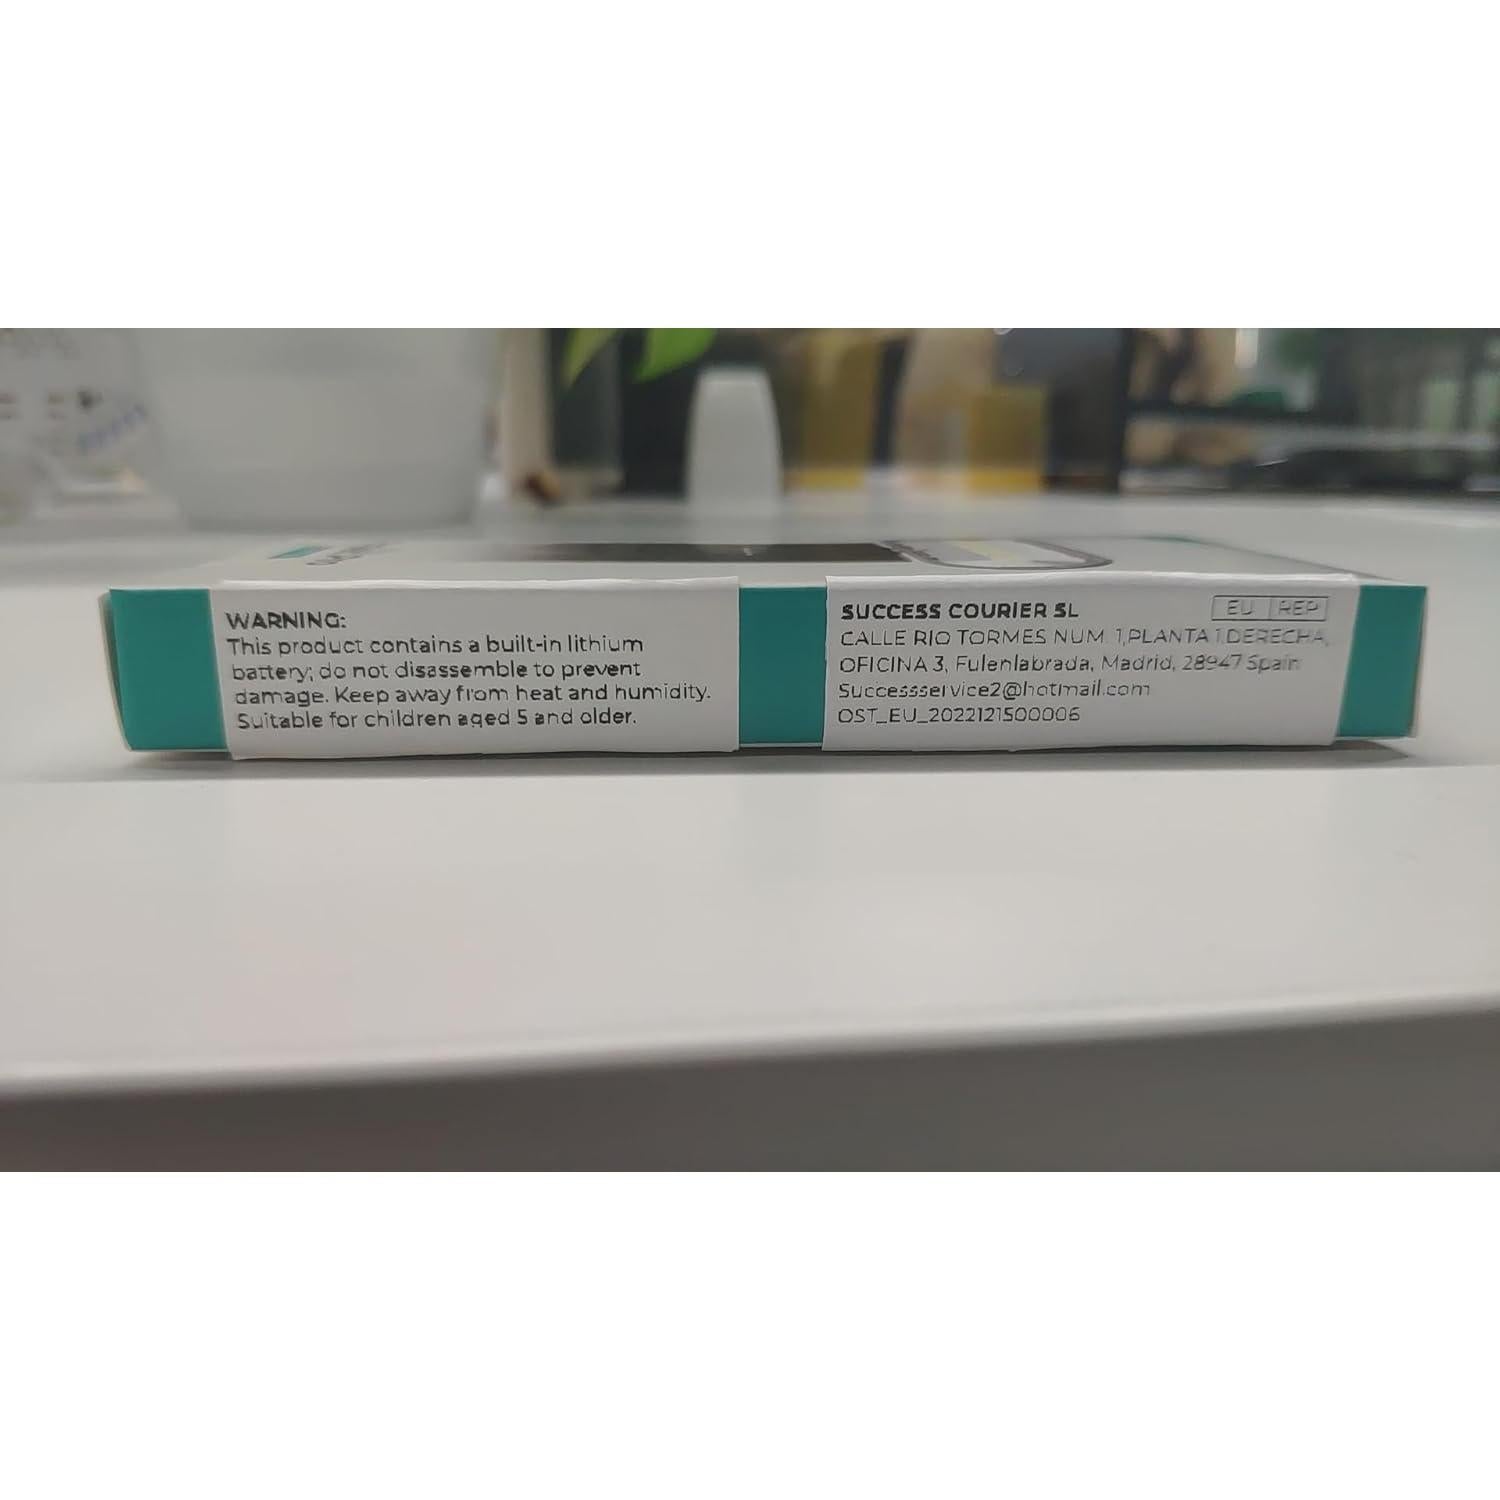 WARNING:
This product contains a built-in lithium
battery; do not disassemble to prevent
damage. Keep away from heat and humidity.
Suitable for children aged 5 and older.
SUCCESS COURIER SL
EU REP
CALLE RIO TORMES NUM. 1,PLANTA 1 DERECHA,
OFICINA 3, Fulenlabrada, Madrid, 28947 Spain
Successservice2@hotmail.com
OST_EU_2022121500006